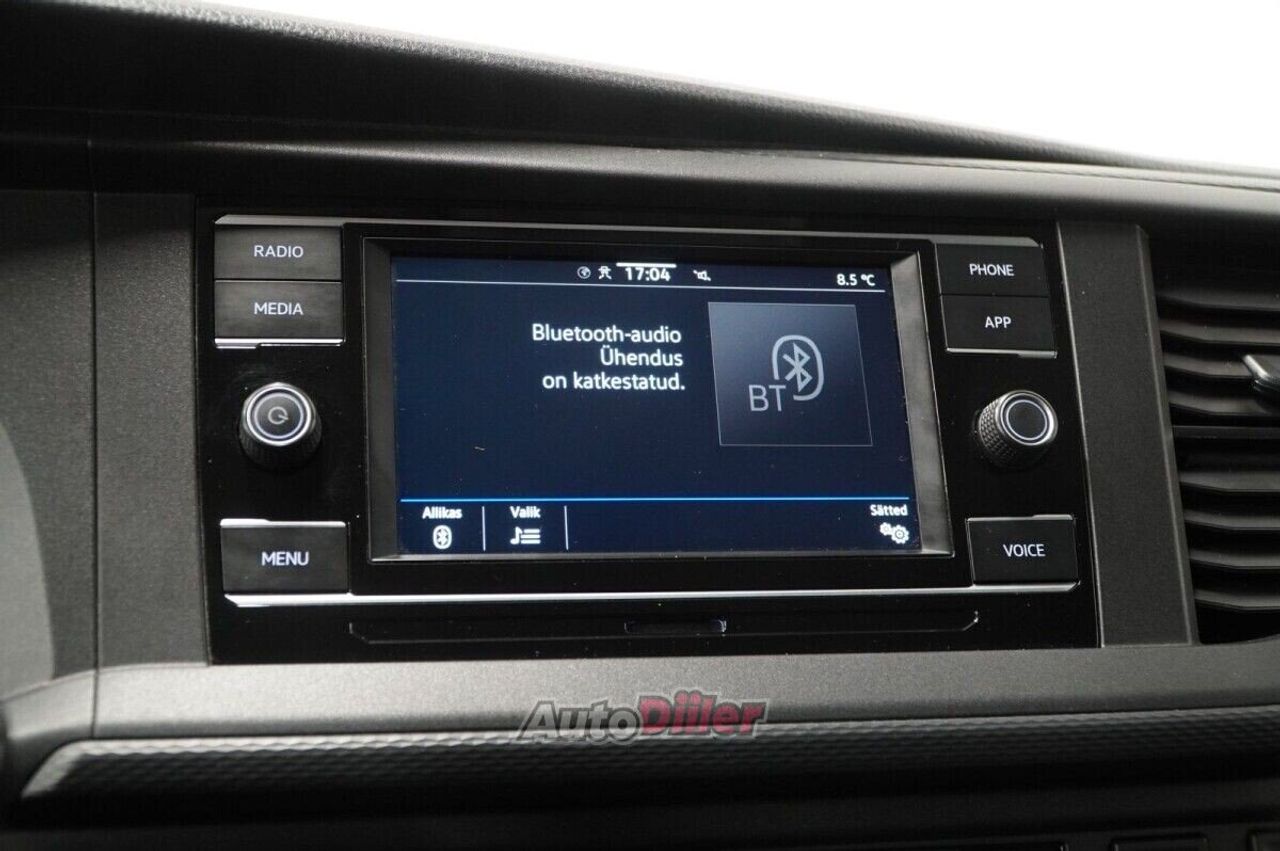 RADIO
MEDIA
17:04
8.5 °C
PHONE
APP
Bluetooth-audio
Ühendus
on katkestatud.
BT
Allikas
Valik
Sätted
MENU
VOICE
AutoDiiler